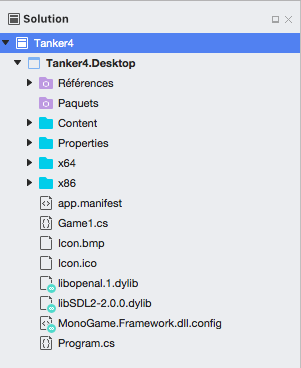 Solution
Tanker4
Tanker4.Desktop
Références
Paquets
Content
Properties
x64
x86
app.manifest
Game1.cs
Icon.bmp
Icon.ico
libopenal.1.dylib
libSDL2-2.0.0.dylib
MonoGame.Framework.dll.config
Program.cs